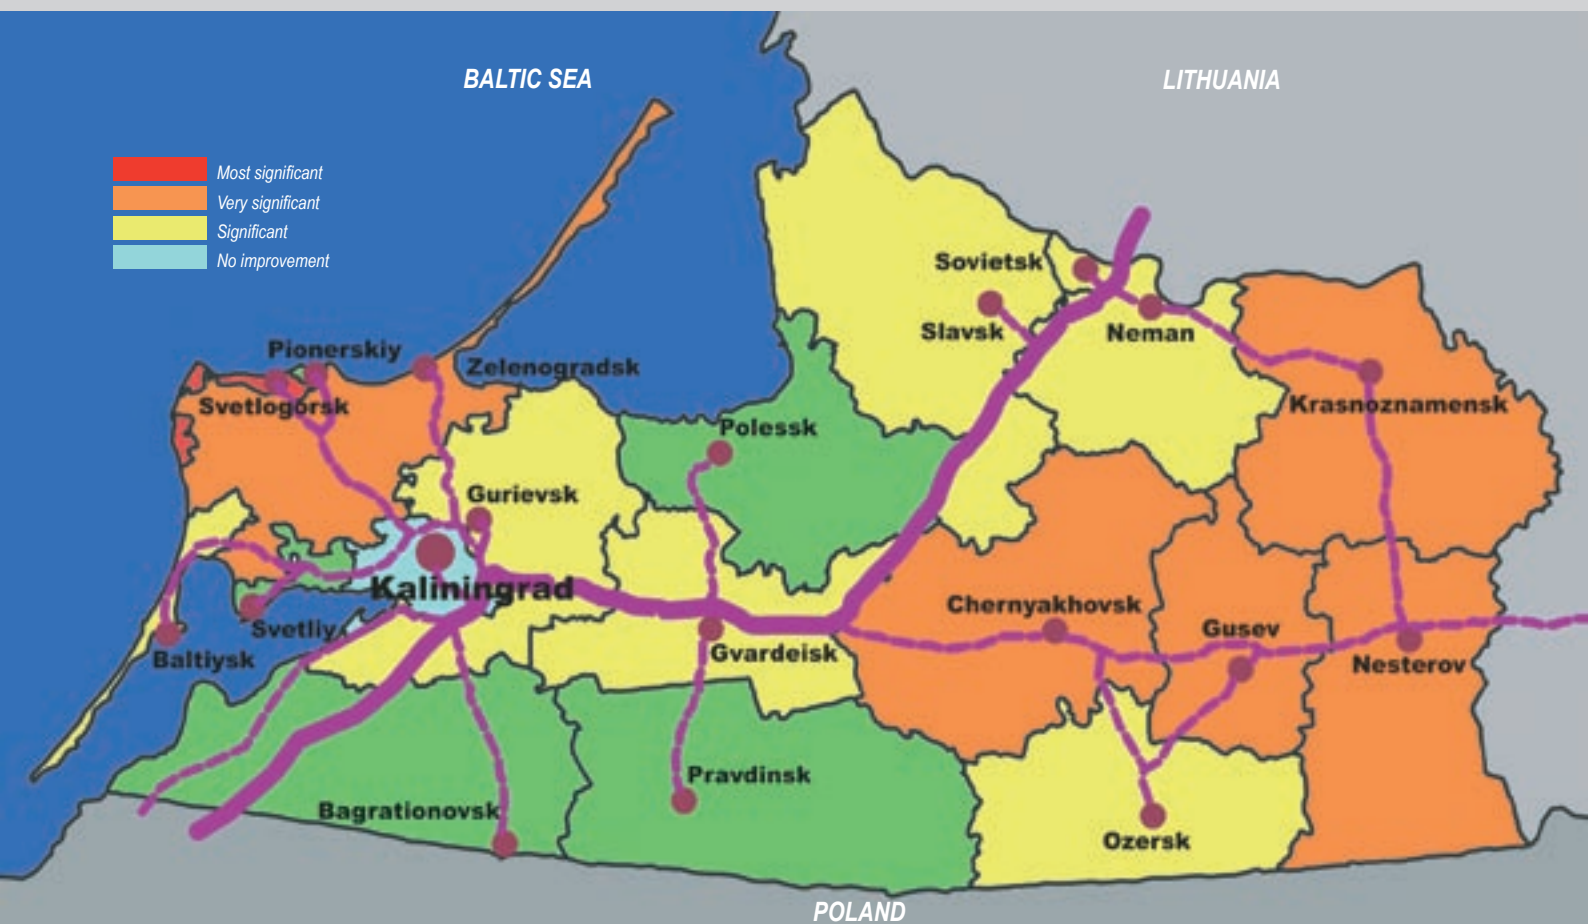 BALTIC SEA
LITHUANIA
Most significant
Very significant
Significant
No improvement
Sovietsk
Slavsk
Neman
Pionerskiy
Zelenogradsk
Svetlogorsk
Krasnoznamensk
Polessk
Gurievsk
Kaliningrad
Chernyakhovsk
Svetliy
Gusev
Baltiysk
Gvardeisk
Nesterov
Pravdinsk
Bagrationovsk
Ozersk
POLAND